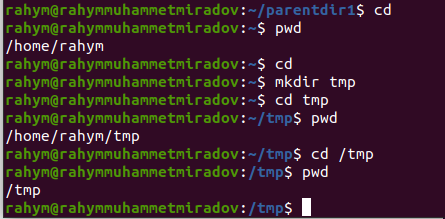 rahym@rahymmuhammetmiradov:~/parentdir1$ cd
rahym@rahymmuhammetmiradov:~$ pwd
/home/rahym
rahym@rahymmuhammetmiradov:~$ cd
rahym@rahymmuhammetmiradov:~$ mkdir tmp
rahym@rahymmuhammetmiradov:~$ cd tmp
rahym@rahymmuhammetmiradov:~/tmp$ pwd
/home/rahym/tmp
rahym@rahymmuhammetmiradov:~/tmp$ cd /tmp
rahym@rahymmuhammetmiradov:/tmp$ pwd
/tmp
rahym@rahymmuhammetmiradov:/tmp$